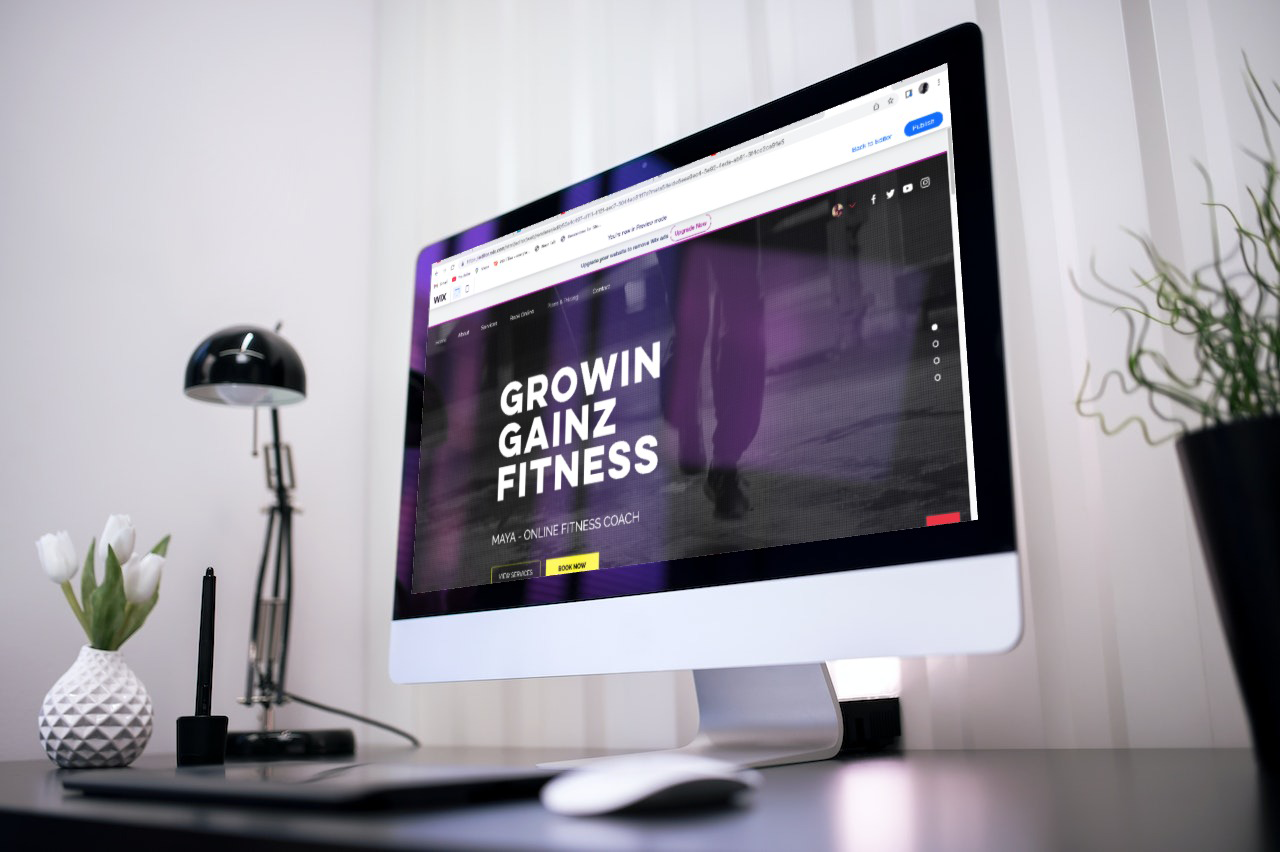 Publish
Back to Editor
You're now in Preview mode
WIX
Upgrade your website to remove Wix ads
Upgrade Now
Home About Services Book Online Plans & Pricing Contact
GROWIN
GAINZ
FITNESS
MAYA - ONLINE FITNESS COACH
VIEW SERVICES
BOOK NOW